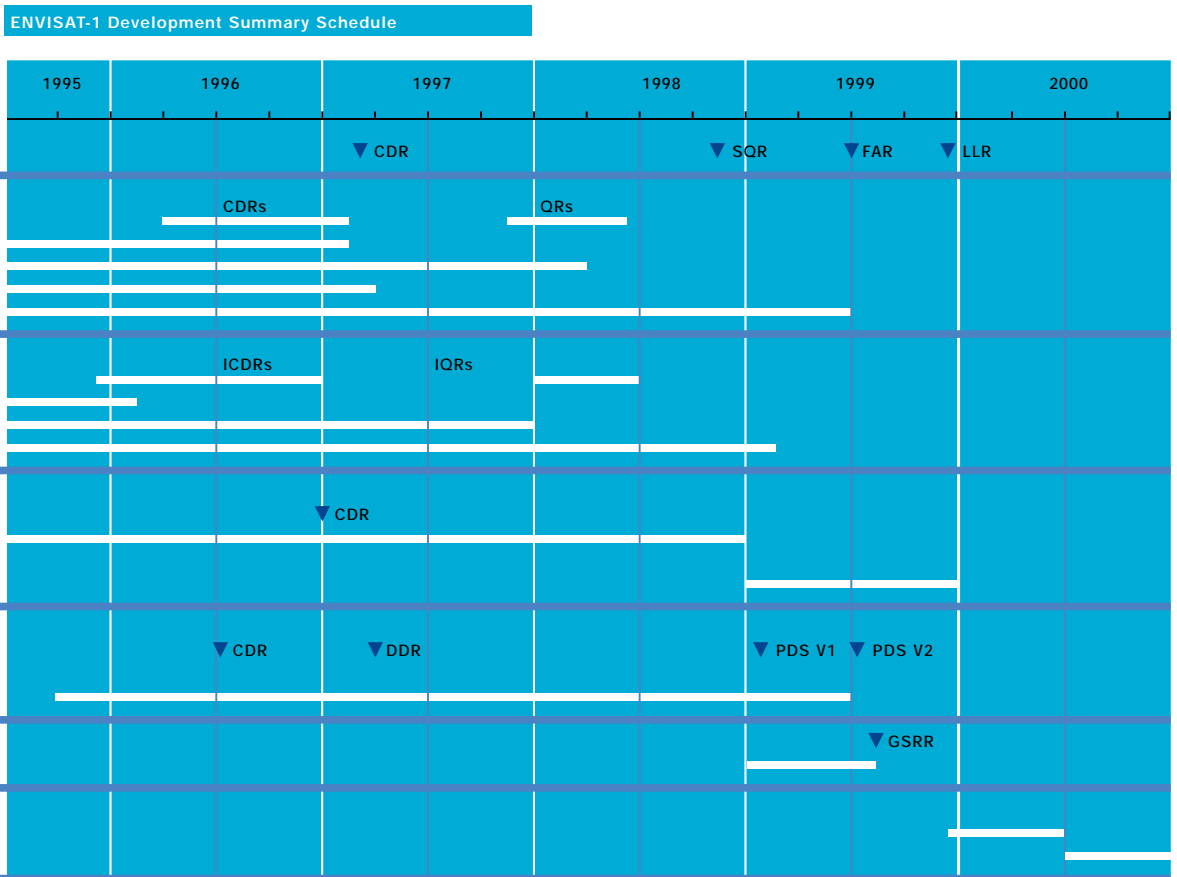 ENVISAT-1 Development Summary Schedule
1995 1996 1997 1998 1999 2000
CDR SQR FAR LLR
CDRs QRs
ICDRs IQRs
CDR
CDR DDR PDS V1 PDS V2
GSRR